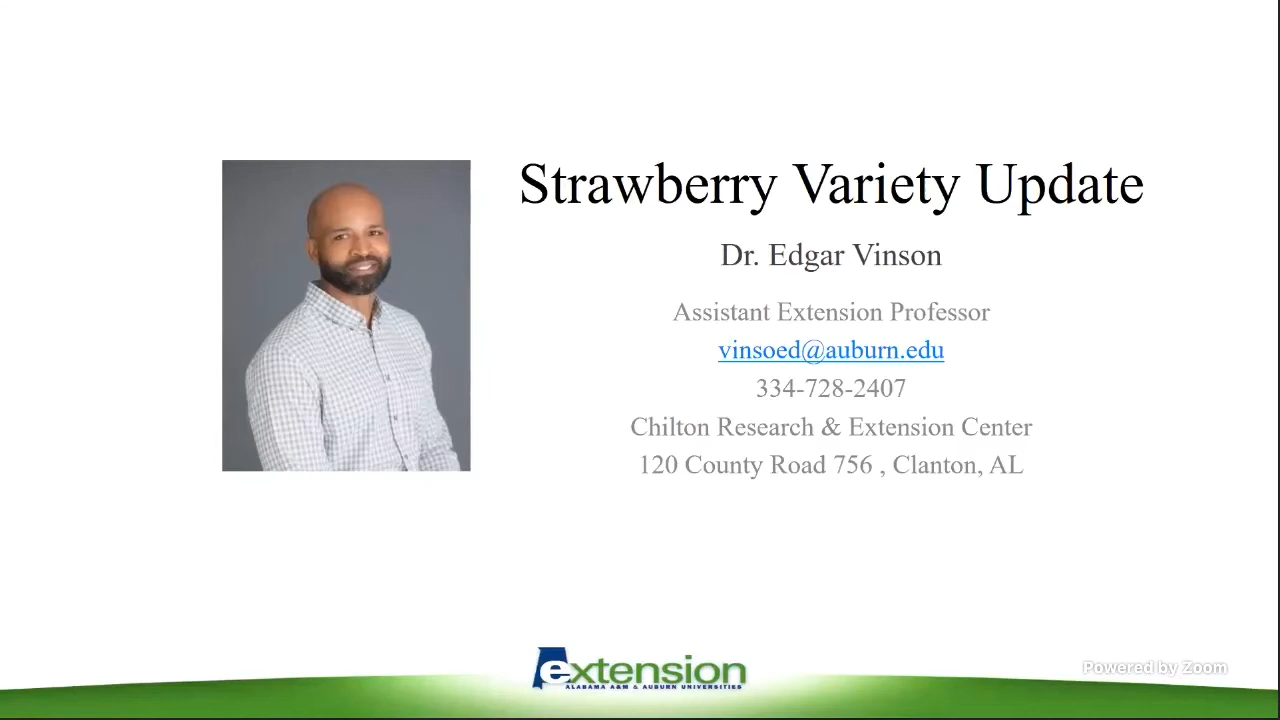 Strawberry Variety Update
Dr. Edgar Vinson
Assistant Extension Professor
vinsoed@auburn.edu
334-728-2407
Chilton Research & Extension Center
120 County Road 756 , Clanton, AL
extension
ALABAMA A&M & AUBURN UNIVERSITIES
Powered by Zoom